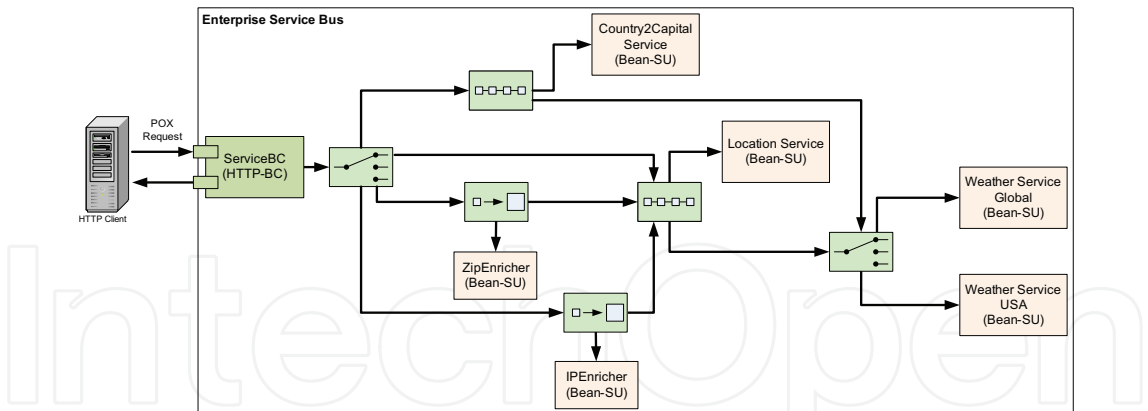 Enterprise Service Bus
Country2Capital
Service
(Bean-SU)
POX
Request
ServiceBC
(HTTP-BC)
HTTP Client
Location Service
(Bean-SU)
Weather Service
Global
(Bean-SU)
ZipEnricher
(Bean-SU)
Weather Service
USA
(Bean-SU)
IPEnricher
(Bean-SU)
IntechOpen